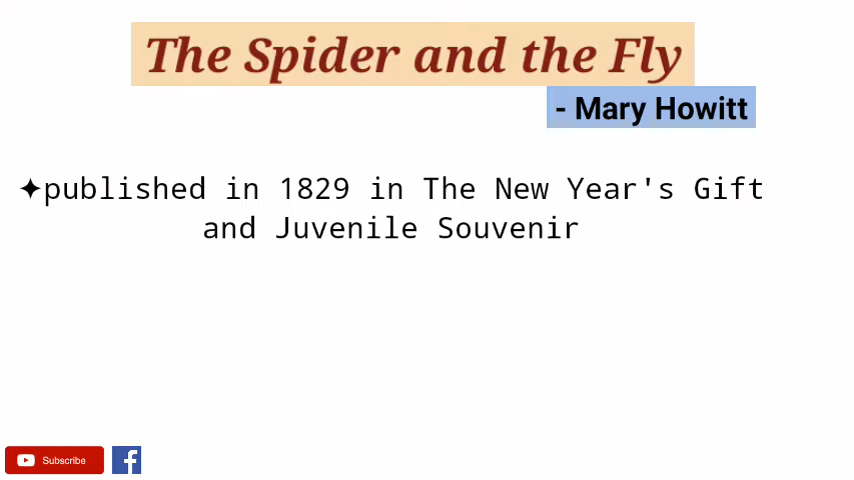 The Spider and the Fly
- Mary Howitt
✦published in 1829 in The New Year's Gift
and Juvenile Souvenir
Subscribe
f